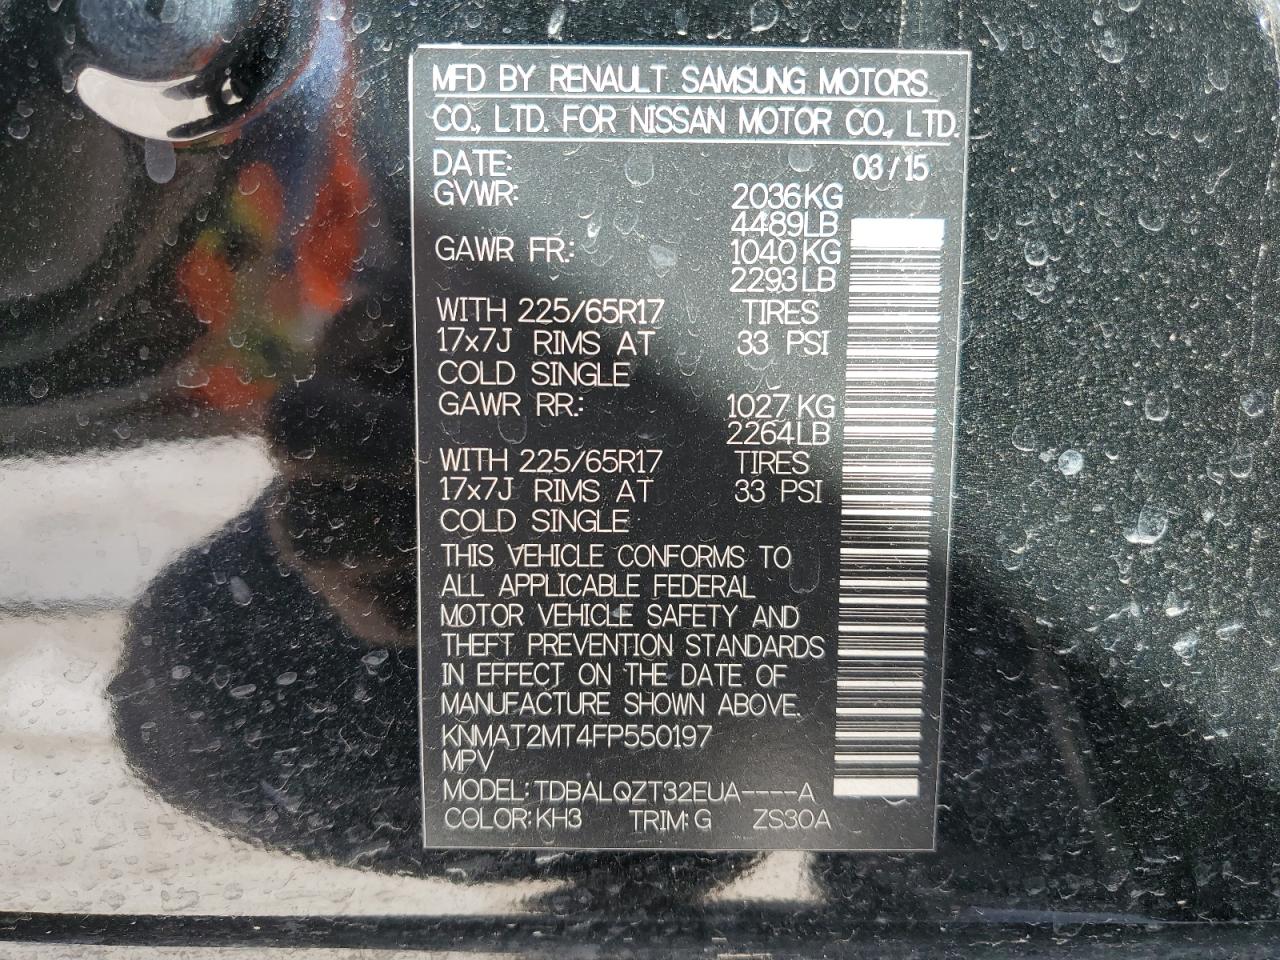 MFD BY RENAULT SAMSUNG MOTORS
CO., LTD. FOR NISSAN MOTOR CO., LTD.
DATE: 03/15
GVWR: 2036KG
4489LB
GAWR FR.: 1040KG
2293LB
WITH 225/65R17 TIRES
17x7J RIMS AT 33 PSI
COLD SINGLE
GAWR RR.: 1027KG
2264LB
WITH 225/65R17 TIRES
17x7J RIMS AT 33 PSI
COLD SINGLE
THIS VEHICLE CONFORMS TO
ALL APPLICABLE FEDERAL
MOTOR VEHICLE SAFETY AND
THEFT PREVENTION STANDARDS
IN EFFECT ON THE DATE OF
MANUFACTURE SHOWN ABOVE.
KNMAT2MT4FP550197
MPV
MODEL: TDBALQZT32EUA----A
COLOR: KH3 TRIM: G ZS30A